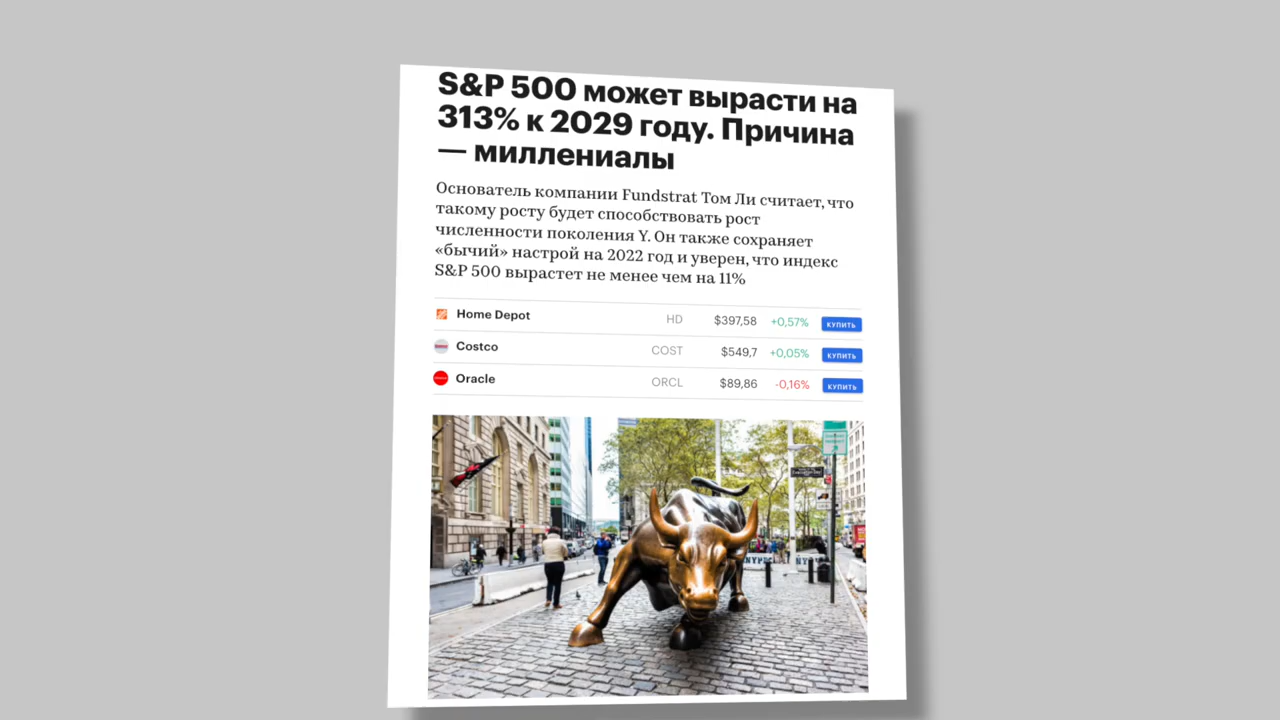 S&P 500 может вырасти на
313% к 2029 году. Причина
— миллениалы
Основатель компании Fundstrat Том Ли считает, что
такому росту будет способствовать рост
численности поколения Y. Он также сохраняет
«бычий» настрой на 2022 год и уверен, что индекс
S&P 500 вырастет не менее чем на 11%
Home Depot HD $397,58 +0,57% КУПИТЬ
Costco COST $549,7 +0,05% КУПИТЬ
Oracle ORCL $89,86 -0,16% КУПИТЬ
NYPD